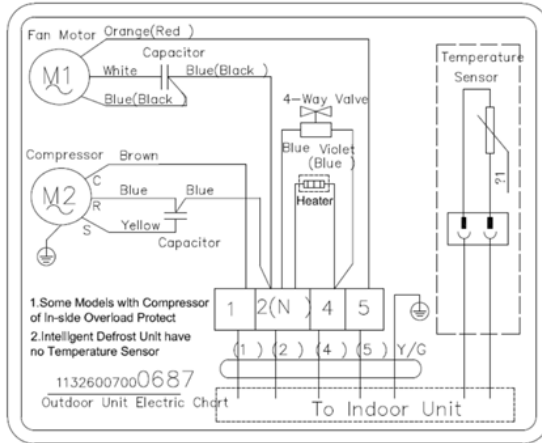 Fan Motor
Orange(Red )
Capacitor
M1
White
Blue(Black )
Blue(Black )
Temperature
Sensor
4-Way Valve
Blue
Violet
(Blue )
?1
Compressor
Brown
C
M2
Blue
Blue
R
Yellow
S
Capacitor
Heater
1 2(N ) 4 5
1.Some Models with Compressor
of In-side Overload Protect
2.Intelligent Defrost Unit have
no Temperature Sensor
(1 ) (2 ) (4 ) (5 ) Y/G
11326007000687
Outdoor Unit Electric Chart
To Indoor Unit